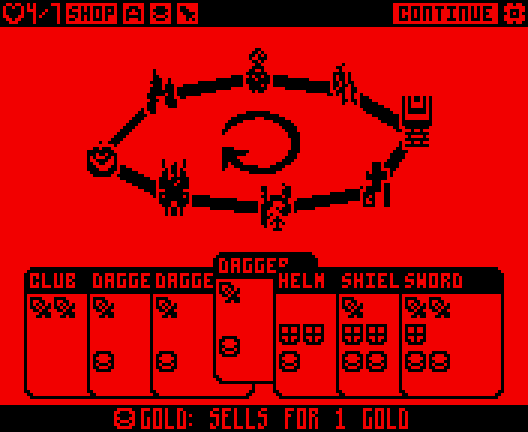 4/7 SHOP CONTINUE
DAGGER
CLUB DAGGE DAGGE HELM SHIEL SWORD
GOLD: SELLS FOR 1 GOLD